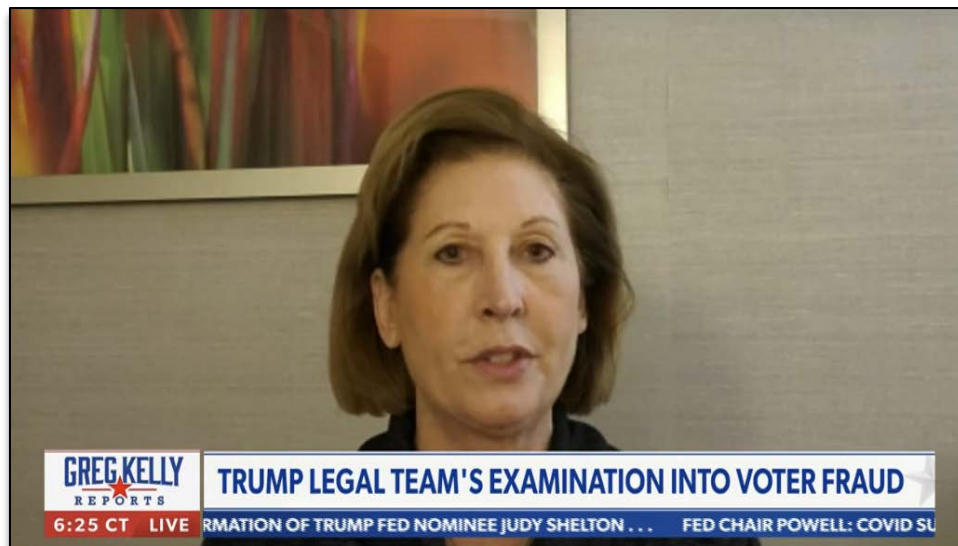 GREG KELLY
REPORTS
TRUMP LEGAL TEAM'S EXAMINATION INTO VOTER FRAUD
6:25 CT LIVE
RMATION OF TRUMP FED NOMINEE JUDY SHELTON . . . FED CHAIR POWELL: COVID SU